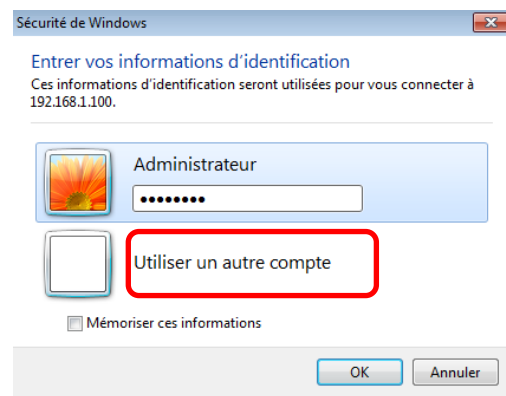 Sécurité de Windows
Entrer vos informations d'identification
Ces informations d'identification seront utilisées pour vous connecter à
192.168.1.100.
Administrateur
••••••••
Utiliser un autre compte
Mémoriser ces informations
OK Annuler